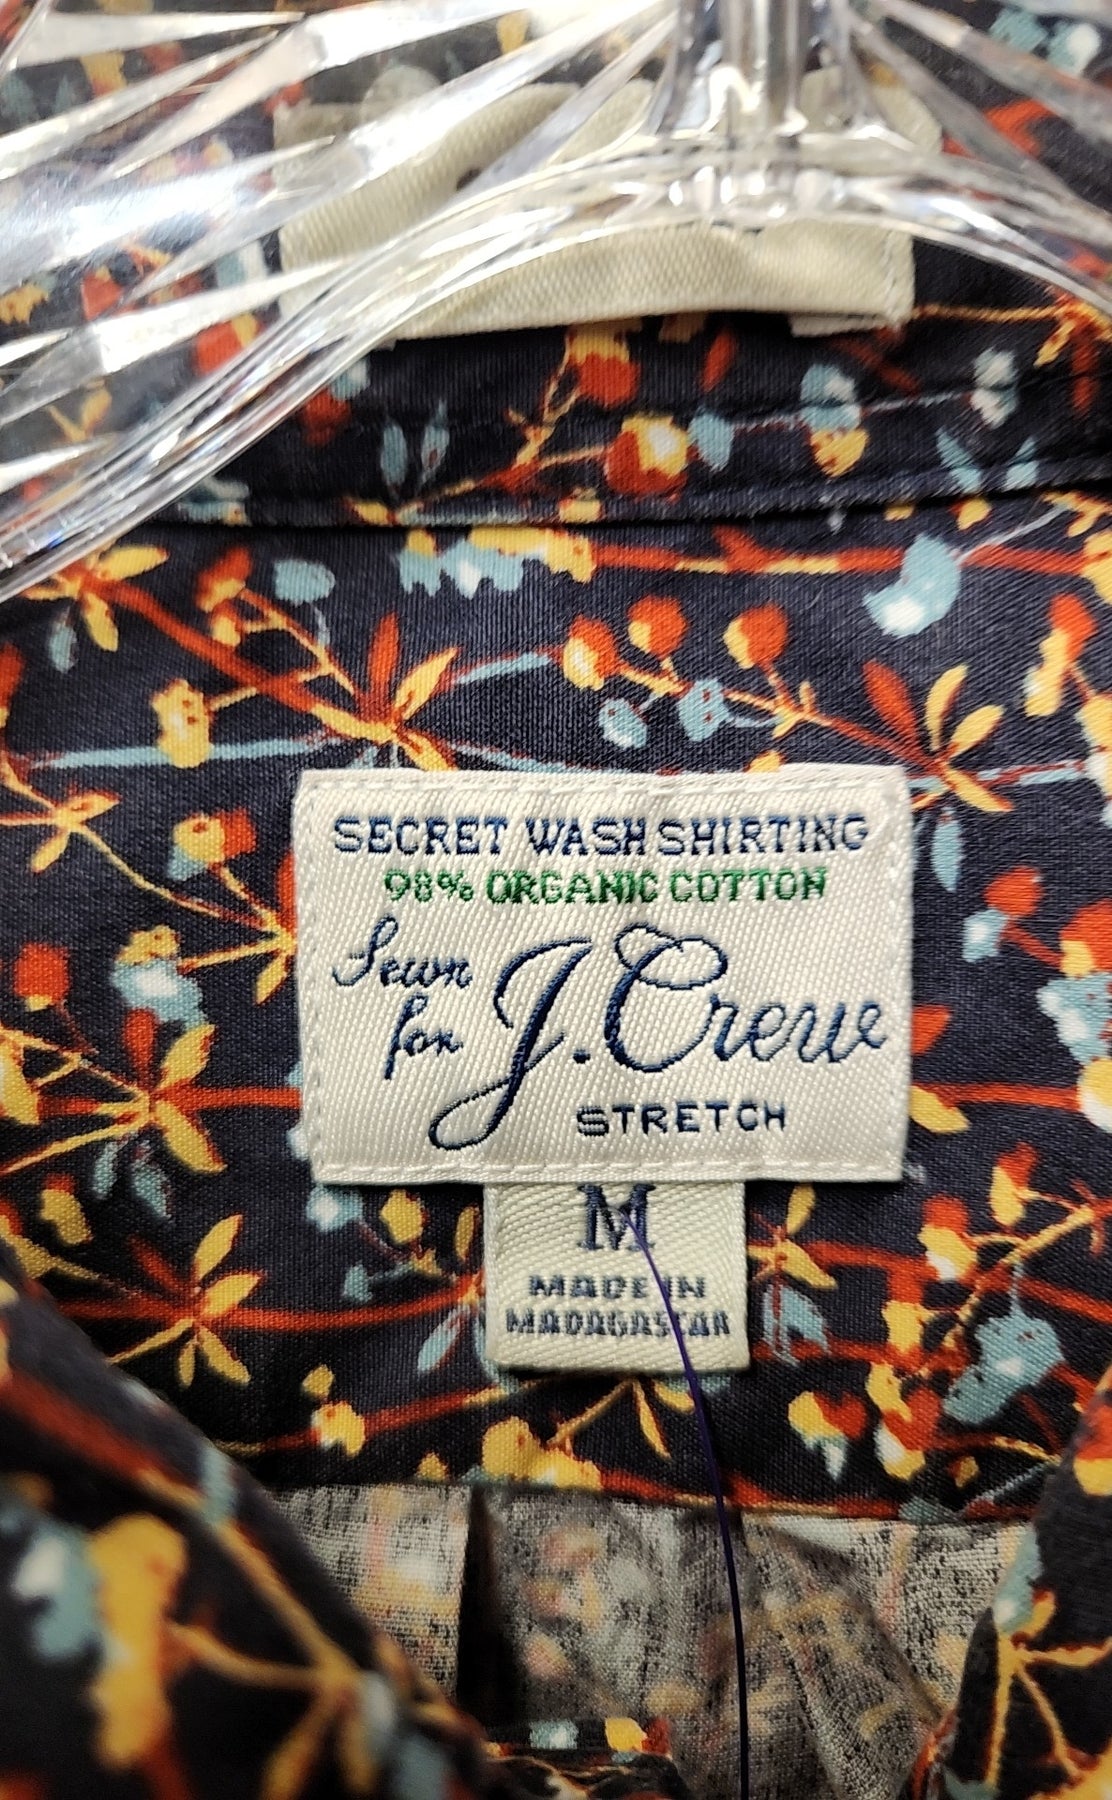 SECRET WASH SHIRTING
98% ORGANIC COTTON
Sewn
for J.Crew
STRETCH
M
MADE IN
MADAGASCAR